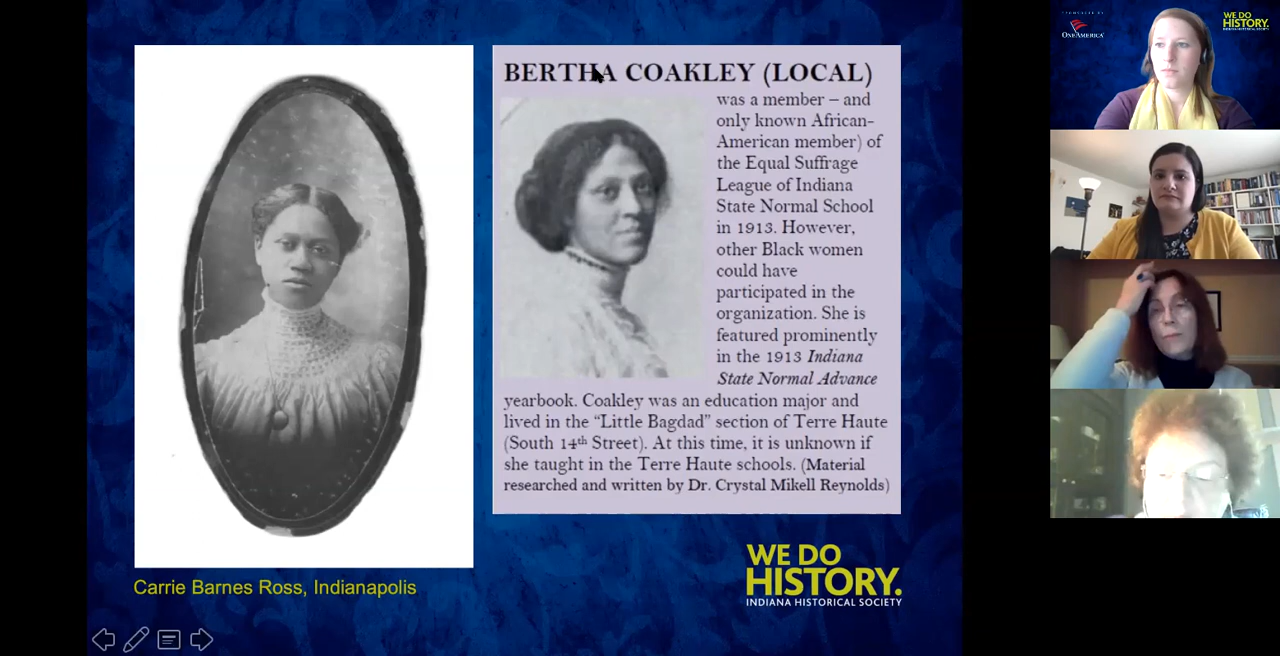 BERTHA COAKLEY (LOCAL)
was a member – and
only known African-
American member) of
the Equal Suffrage
League of Indiana
State Normal School
in 1913. However,
other Black women
could have
participated in the
organization. She is
featured prominently
in the 1913 Indiana
State Normal Advance
yearbook. Coakley was an education major and
lived in the “Little Bagdad” section of Terre Haute
(South 14th Street). At this time, it is unknown if
she taught in the Terre Haute schools. (Material
researched and written by Dr. Crystal Mikell Reynolds)
Carrie Barnes Ross, Indianapolis
WE DO
HISTORY.
INDIANA HISTORICAL SOCIETY
ONEAMERICA
WE DO
HISTORY.
INDIANA HISTORICAL SOCIETY